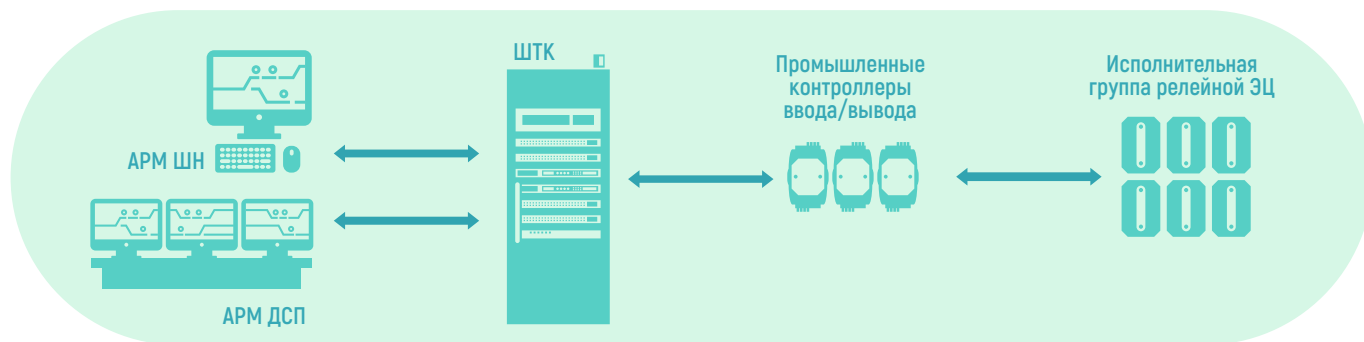 ШТК
Промышленные
контроллеры
ввода/вывода
Исполнительная
группа релейной ЭЦ
АРМ ШН
АРМ ДСП